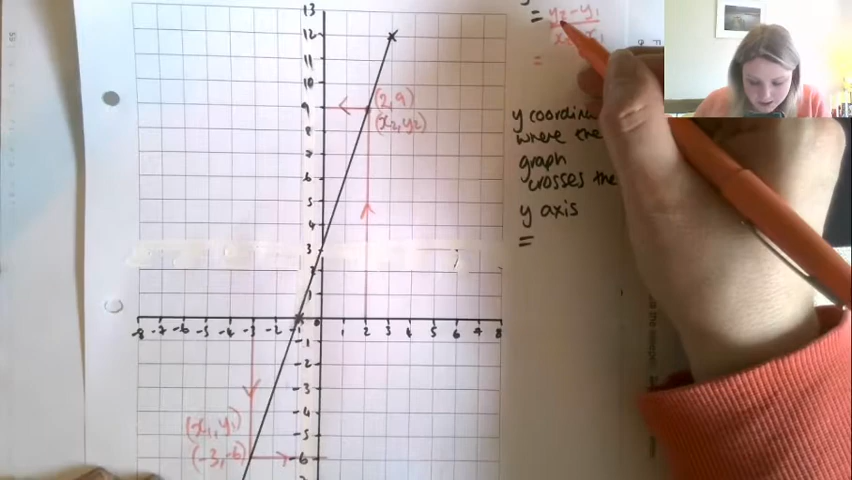 13
12
11
10
9
8
7
6
5
4
3
2
1
(2,9)
(x2,y2)
-8 -7 -6 -5 -4 -3 -2 -1 0 1 2 3 4 5 6 7 8
-1
-2
-3
-4
-5
-6
(x1,y1)
(-3,-6)
= y2-y1
=
y
where the
graph
crosses the
y axis
=